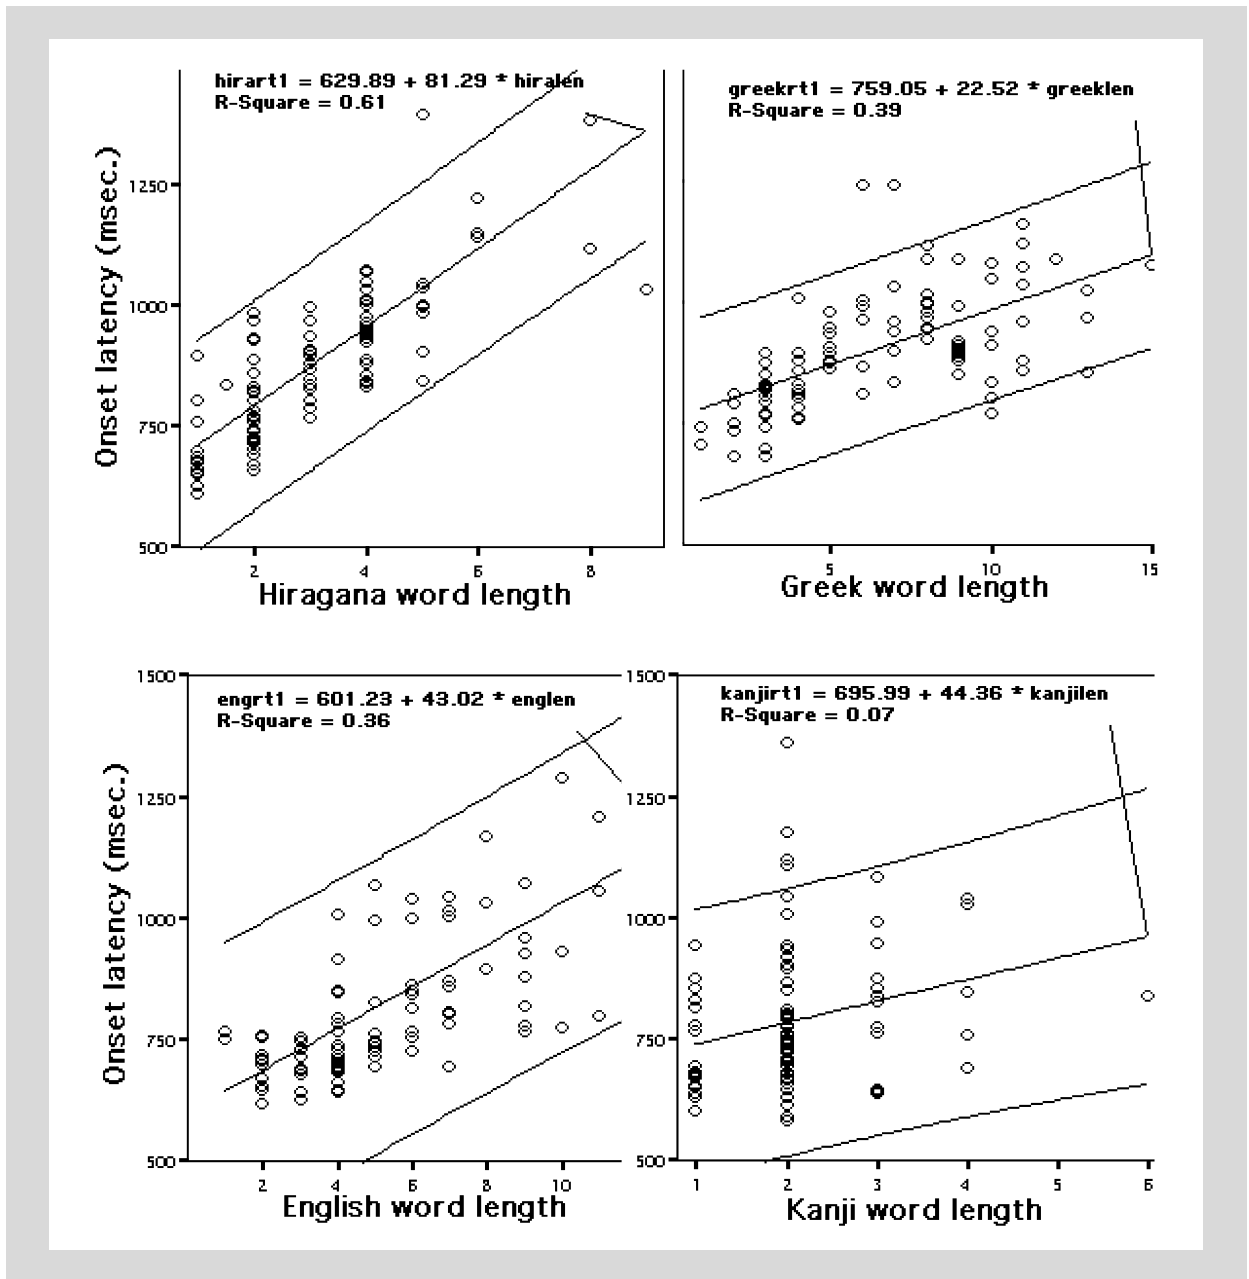 hirart1 = 629.89 + 81.29 * hiralen
R-Square = 0.61
greekrt1 = 759.05 + 22.52 * greeklen
R-Square = 0.39
Onset latency (msec.)
1250
1000
750
500
2 4 6 8
5 10 15
Hiragana word length
Greek word length
engrt1 = 601.23 + 43.02 * englen
R-Square = 0.36
kanjirt1 = 695.99 + 44.36 * kanjilen
R-Square = 0.07
Onset latency (msec.)
1500
1250
1000
750
500
1500
1250
1000
750
500
2 4 6 8 10
1 2 3 4 5 6
English word length
Kanji word length